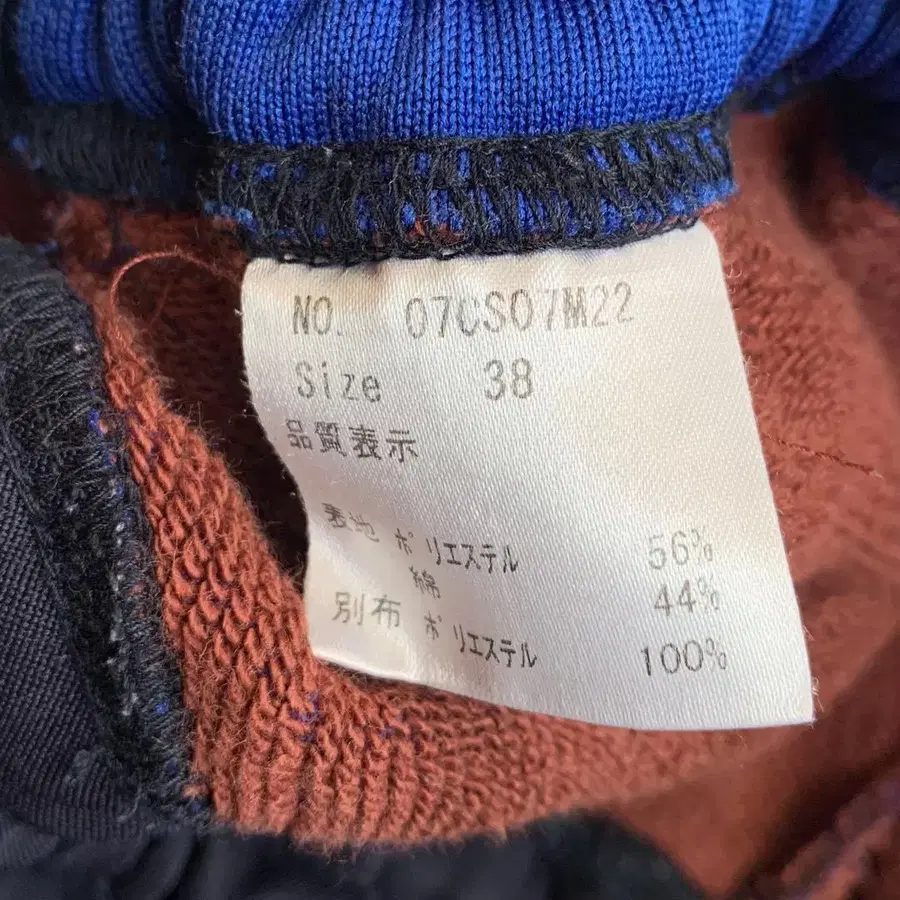 NO. 07CS07M22
Size 38
品質表示
表地 ポリエステル 56%
綿 44%
別布 ポリエステル 100%